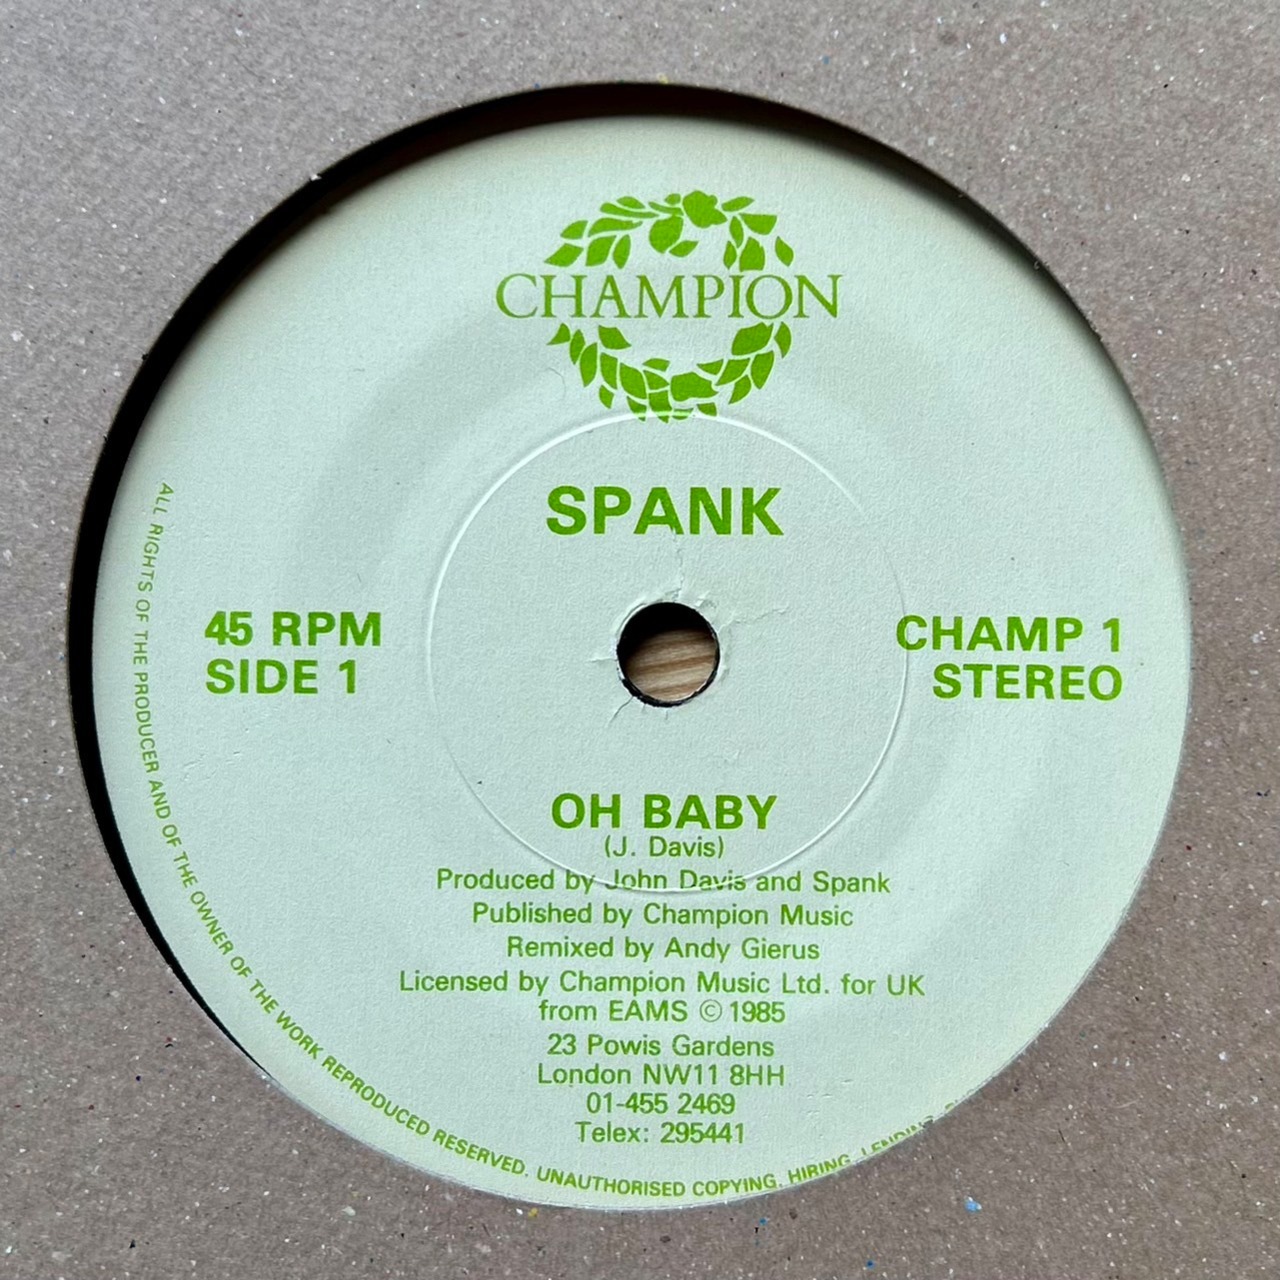 CHAMPION
SPANK
45 RPM
SIDE 1
CHAMP 1
STEREO
OH BABY
(J. Davis)
Produced by John Davis and Spank
Published by Champion Music
Remixed by Andy Gierus
Licensed by Champion Music Ltd. for UK
from EAMS © 1985
23 Powis Gardens
London NW11 8HH
01-455 2469
Telex: 295441
ALL RIGHTS OF THE PRODUCER AND OF THE OWNER OF THE WORK REPRODUCED RESERVED. UNAUTHORISED COPYING, HIRING, LENDING,